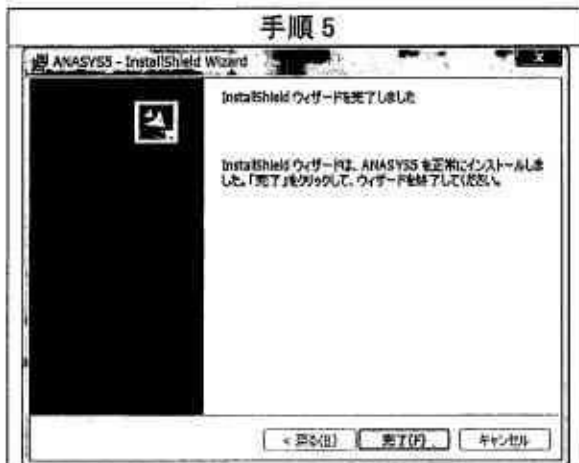 手順 5
ANASYS5 - InstallShield Wizard
InstallShield ウィザードを完了しました
InstallShield ウィザードは、ANASYS5 を正常にインストールしま
した。「完了」をクリックして、ウィザードを終了してください。
< 戻る(B)
完了(F)
キャンセル